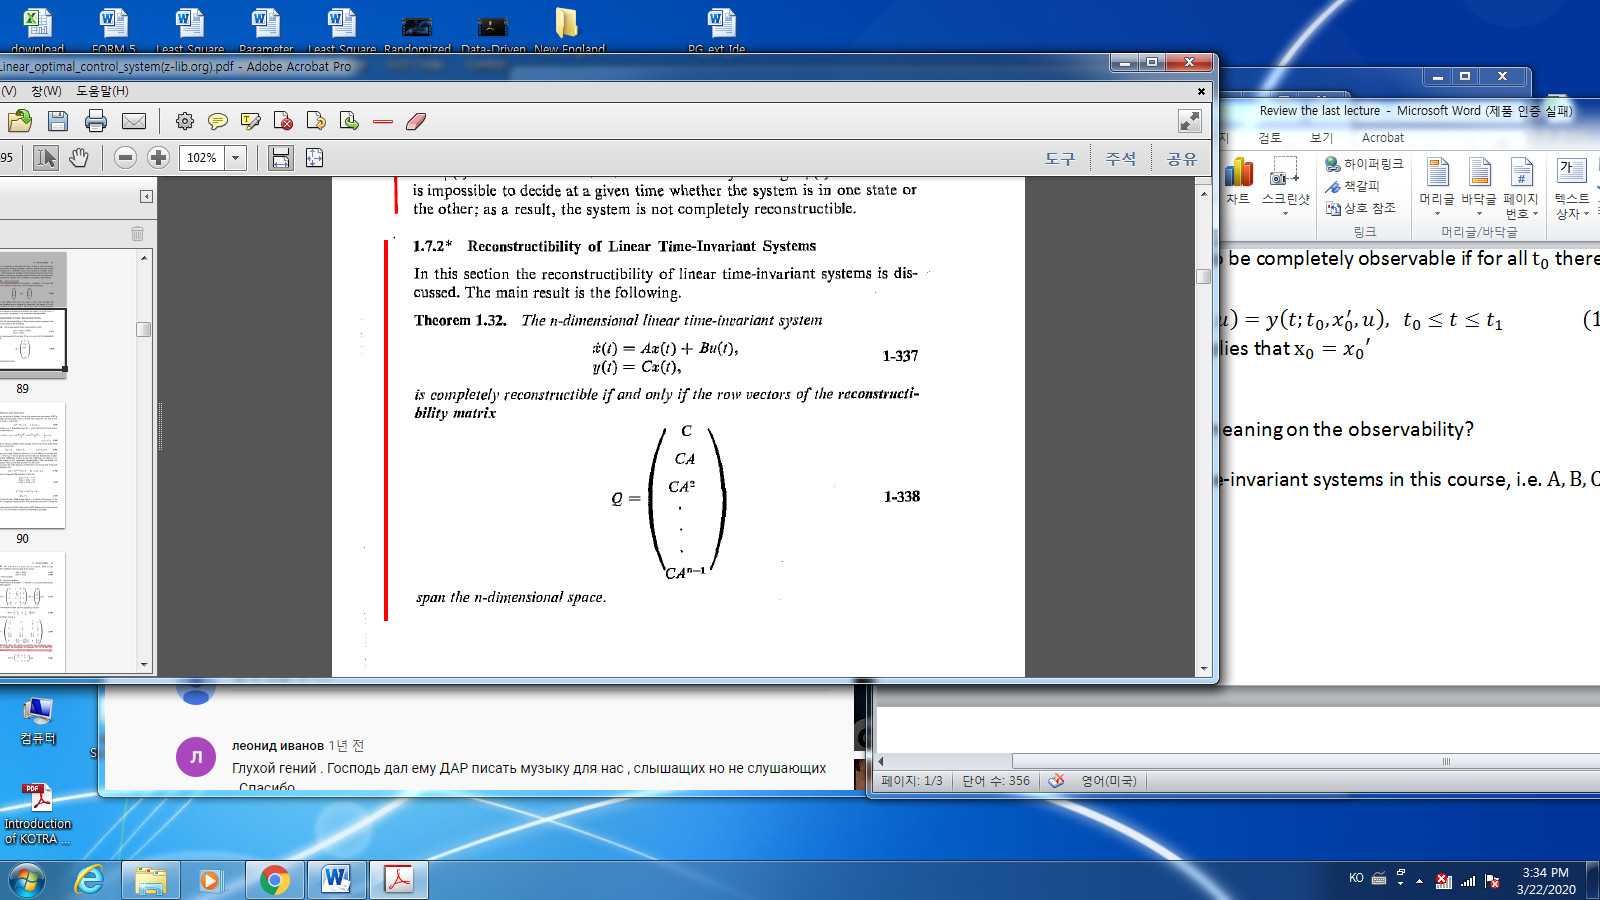 download
FORM 5
Least Square
Parameter
Least Square
Randomized
Data-Driven
New England
PG ext Ide
Linear_optimal_control_system(z-lib.org).pdf - Adobe Acrobat Pro
(V) 창(W) 도움말(H)
95
102%
도구 주석 공유
is impossible to decide at a given time whether the system is in one state or
the other; as a result, the system is not completely reconstructible.
1.7.2* Reconstructibility of Linear Time-Invariant Systems
In this section the reconstructibility of linear time-invariant systems is dis-
cussed. The main result is the following.
Theorem 1.32. The n-dimensional linear time-invariant system
ẋ(t) = Ax(t) + Bu(t),
y(t) = Cx(t),
1-337
is completely reconstructible if and only if the row vectors of the reconstructi-
bility matrix
C
CA
CA²
Q =
.
.
.
CAⁿ⁻¹
1-338
span the n-dimensional space.
89
90
Review the last lecture - Microsoft Word (제품 인증 실패)
지 검토 보기 Acrobat
차트
스크린샷
하이퍼링크
책갈피
상호 참조
링크
머리글
바닥글
페이지
번호
머리글/바닥글
텍스트
상자
o be completely observable if for all t₀ there
u) = y(t; t₀, x₀′, u), t₀ ≤ t ≤ t₁ (1
lies that x₀ = x₀′
eaning on the observability?
e-invariant systems in this course, i.e. A, B, C
페이지: 1/3 단어 수: 356 영어(미국)
컴퓨터
S
Л
леонид иванов 1년 전
Глухой гений . Господь дал ему ДАР писать музыку для нас , слышащих но не слушающих
.Спасибо
PDF
Introduction
of KOTRA ...
KO
3:34 PM
3/22/2020